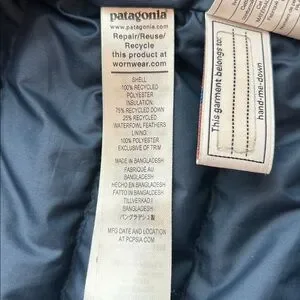 patagonia
www.patagonia.com
Repair/Reuse/
Recycle
this product at
wornwear.com
SHELL
100% RECYCLED
POLYESTER
INSULATION:
75% RECYCLED DOWN
25% RECYCLED
WATERFOWL FEATHERS
LINING:
100% POLYESTER
EXCLUSIVE OF TRIM
MADE IN BANGLADESH
FABRIQUÉ AU
BANGLADESH
HECHO EN BANGLADESH
FATTO IN BANGALDESH
TILLVERKAD I
BANGLADESH
バングラデシュ製
MFG DATE AND LOCATION
AT PCPSIA.COM
This garment belongs to:
hand-me-down